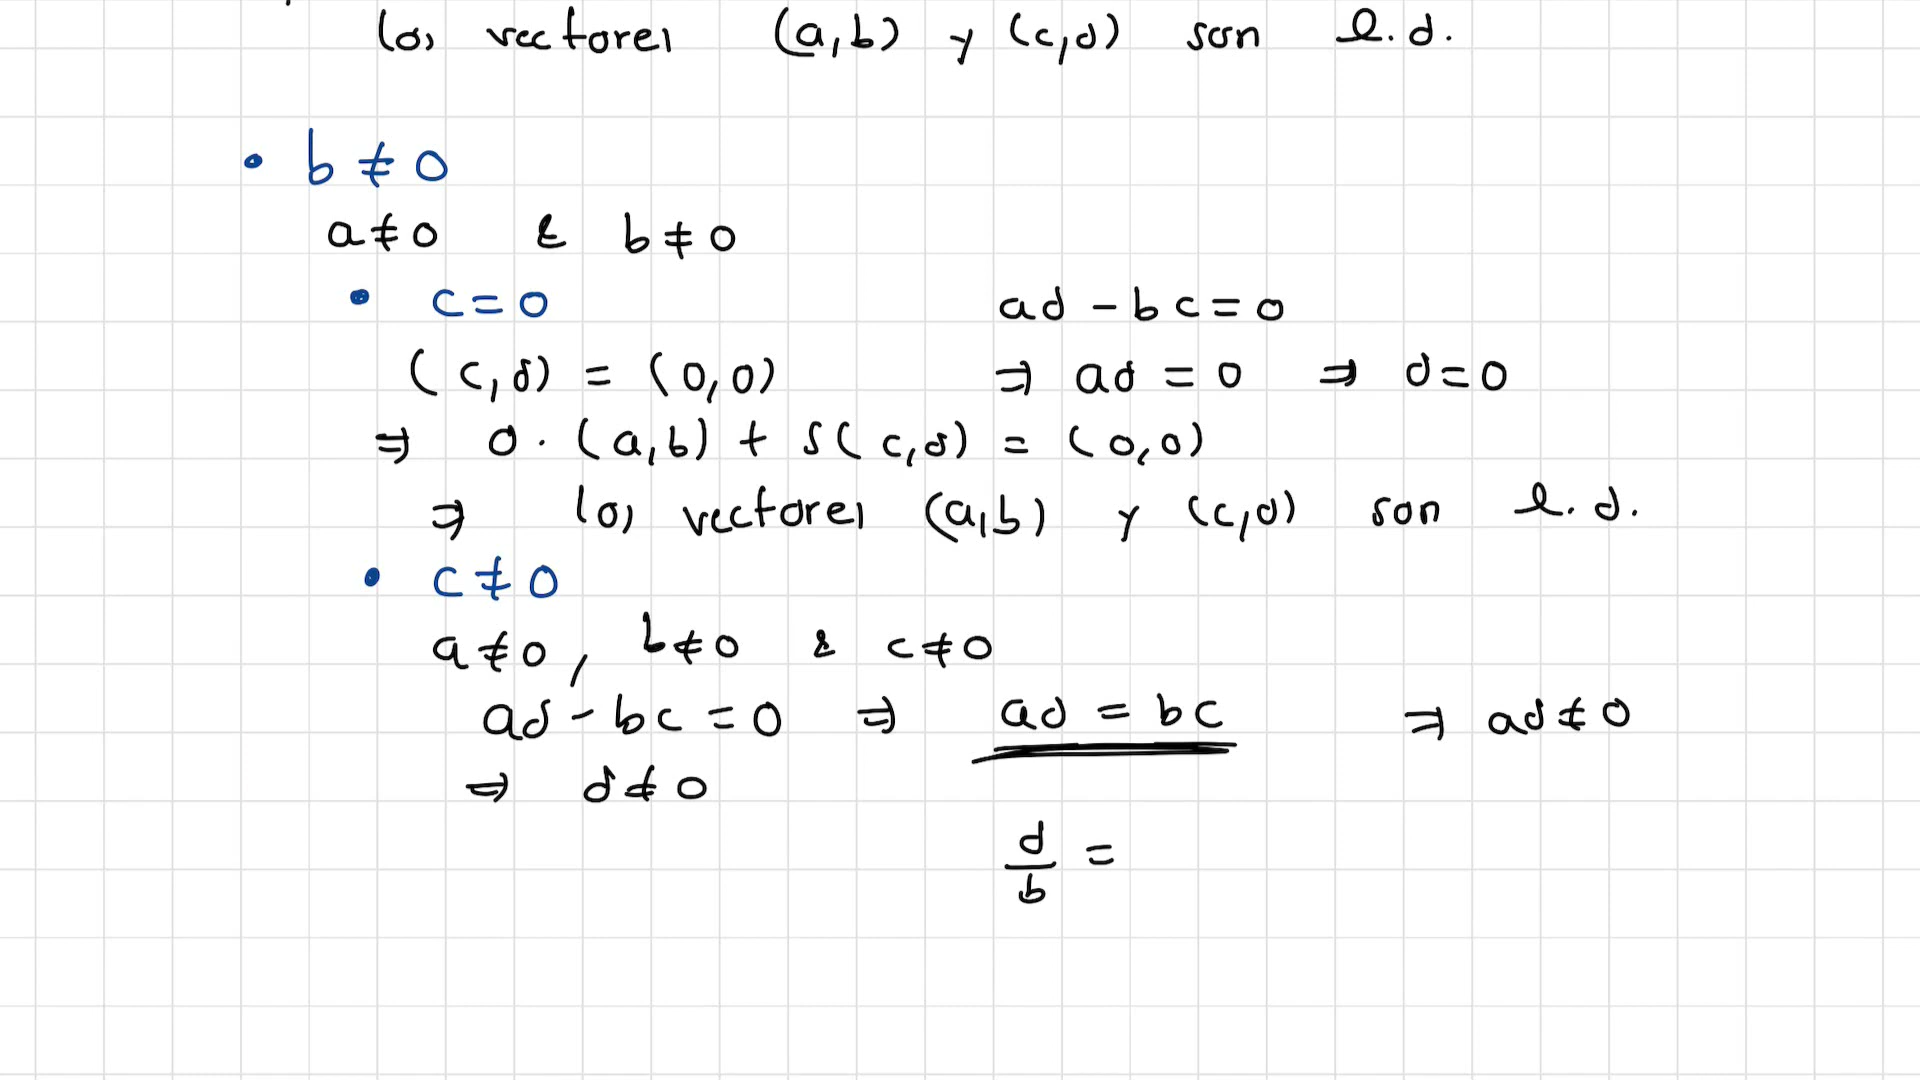 los vectores (a,b) y (c,d) son l.d.
• b ≠ 0
a ≠ 0 & b ≠ 0
• c = 0 ad - bc = 0
(c,d) = (0,0) ⇒ ad = 0 ⇒ d = 0
⇒ 0 · (a,b) + s(c,d) = (0,0)
⇒ los vectores (a,b) y (c,d) son l.d.
• c ≠ 0
a ≠ 0, b ≠ 0 & c ≠ 0
ad - bc = 0 ⇒ ad = bc ⇒ ad ≠ 0
⇒ d ≠ 0
d/b =